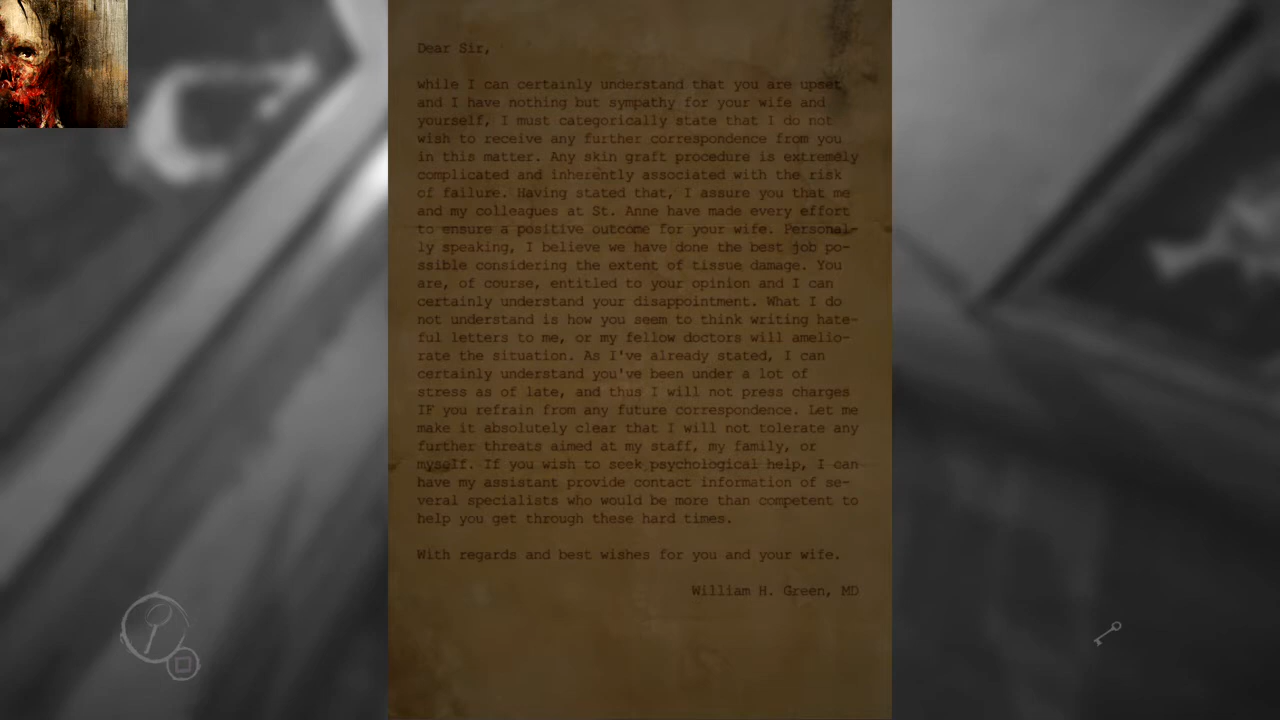 Dear Sir,
while I can certainly understand that you are upset
and I have nothing but sympathy for your wife and
yourself, I must categorically state that I do not
wish to receive any further correspondence from you
in this matter. Any skin graft procedure is extremely
complicated and inherently associated with the risk
of failure. Having stated that, I assure you that me
and my colleagues at St. Anne have made every effort
to ensure a positive outcome for your wife. Personal-
ly speaking, I believe we have done the best job po-
ssible considering the extent of tissue damage. You
are, of course, entitled to your opinion and I can
certainly understand your disappointment. What I do
not understand is how you seem to think writing hate-
ful letters to me, or my fellow doctors will amelio-
rate the situation. As I've already stated, I can
certainly understand you've been under a lot of
stress as of late, and thus I will not press charges
IF you refrain from any future correspondence. Let me
make it absolutely clear that I will not tolerate any
further threats aimed at my staff, my family, or
myself. If you wish to seek psychological help, I can
have my assistant provide contact information of se-
veral specialists who would be more than competent to
help you get through these hard times.
With regards and best wishes for you and your wife.
William H. Green, MD